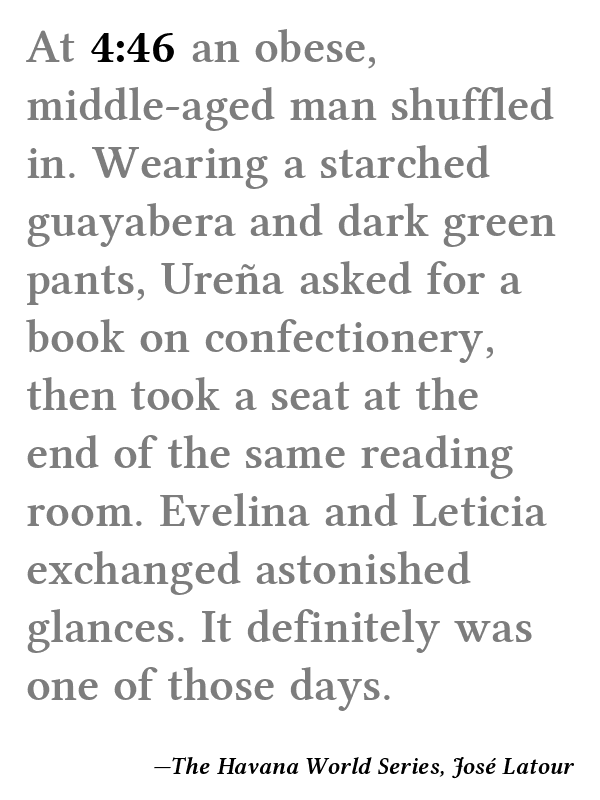 At 4:46 an obese,
middle-aged man shuffled
in. Wearing a starched
guayabera and dark green
pants, Ureña asked for a
book on confectionery,
then took a seat at the
end of the same reading
room. Evelina and Leticia
exchanged astonished
glances. It definitely was
one of those days.
—The Havana World Series, José Latour